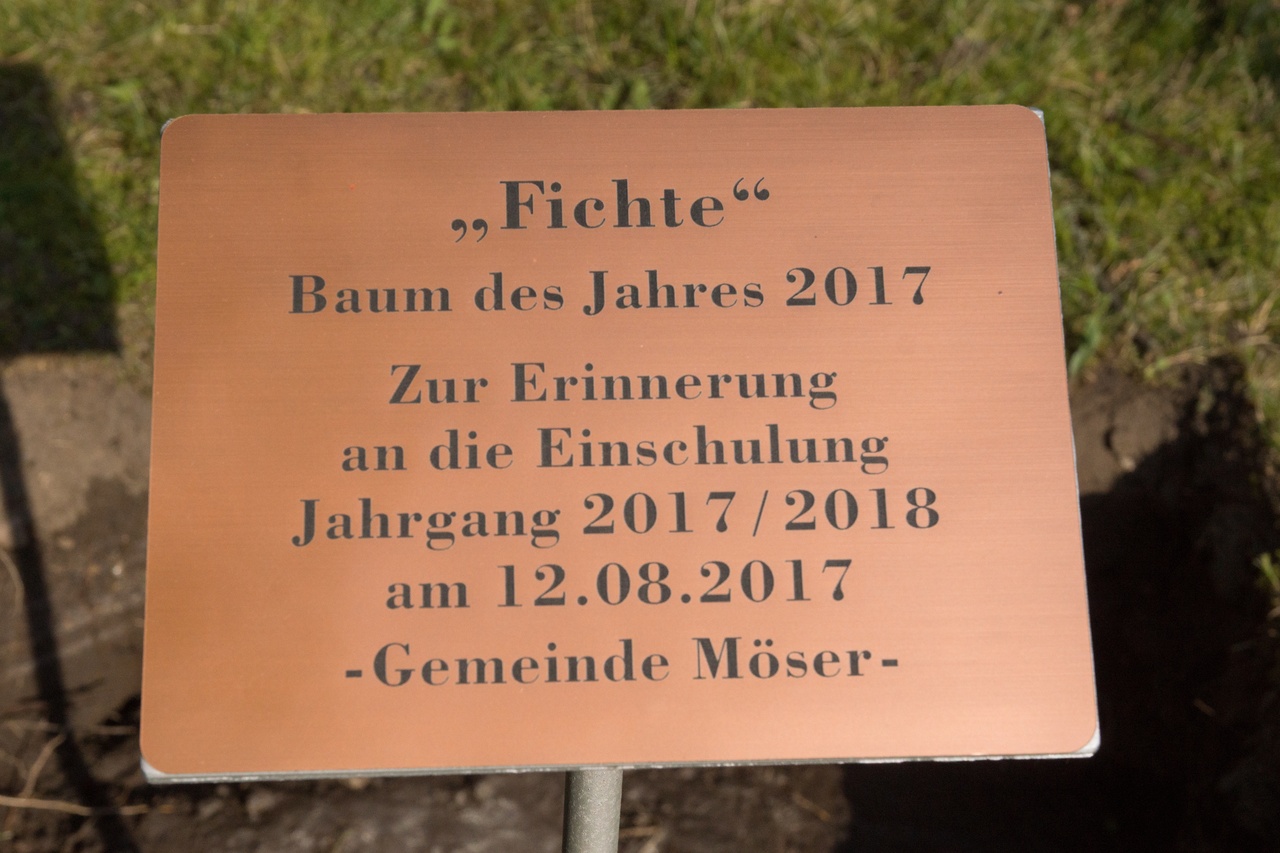 „Fichte“
Baum des Jahres 2017
Zur Erinnerung
an die Einschulung
Jahrgang 2017/2018
am 12.08.2017
-Gemeinde Möser-